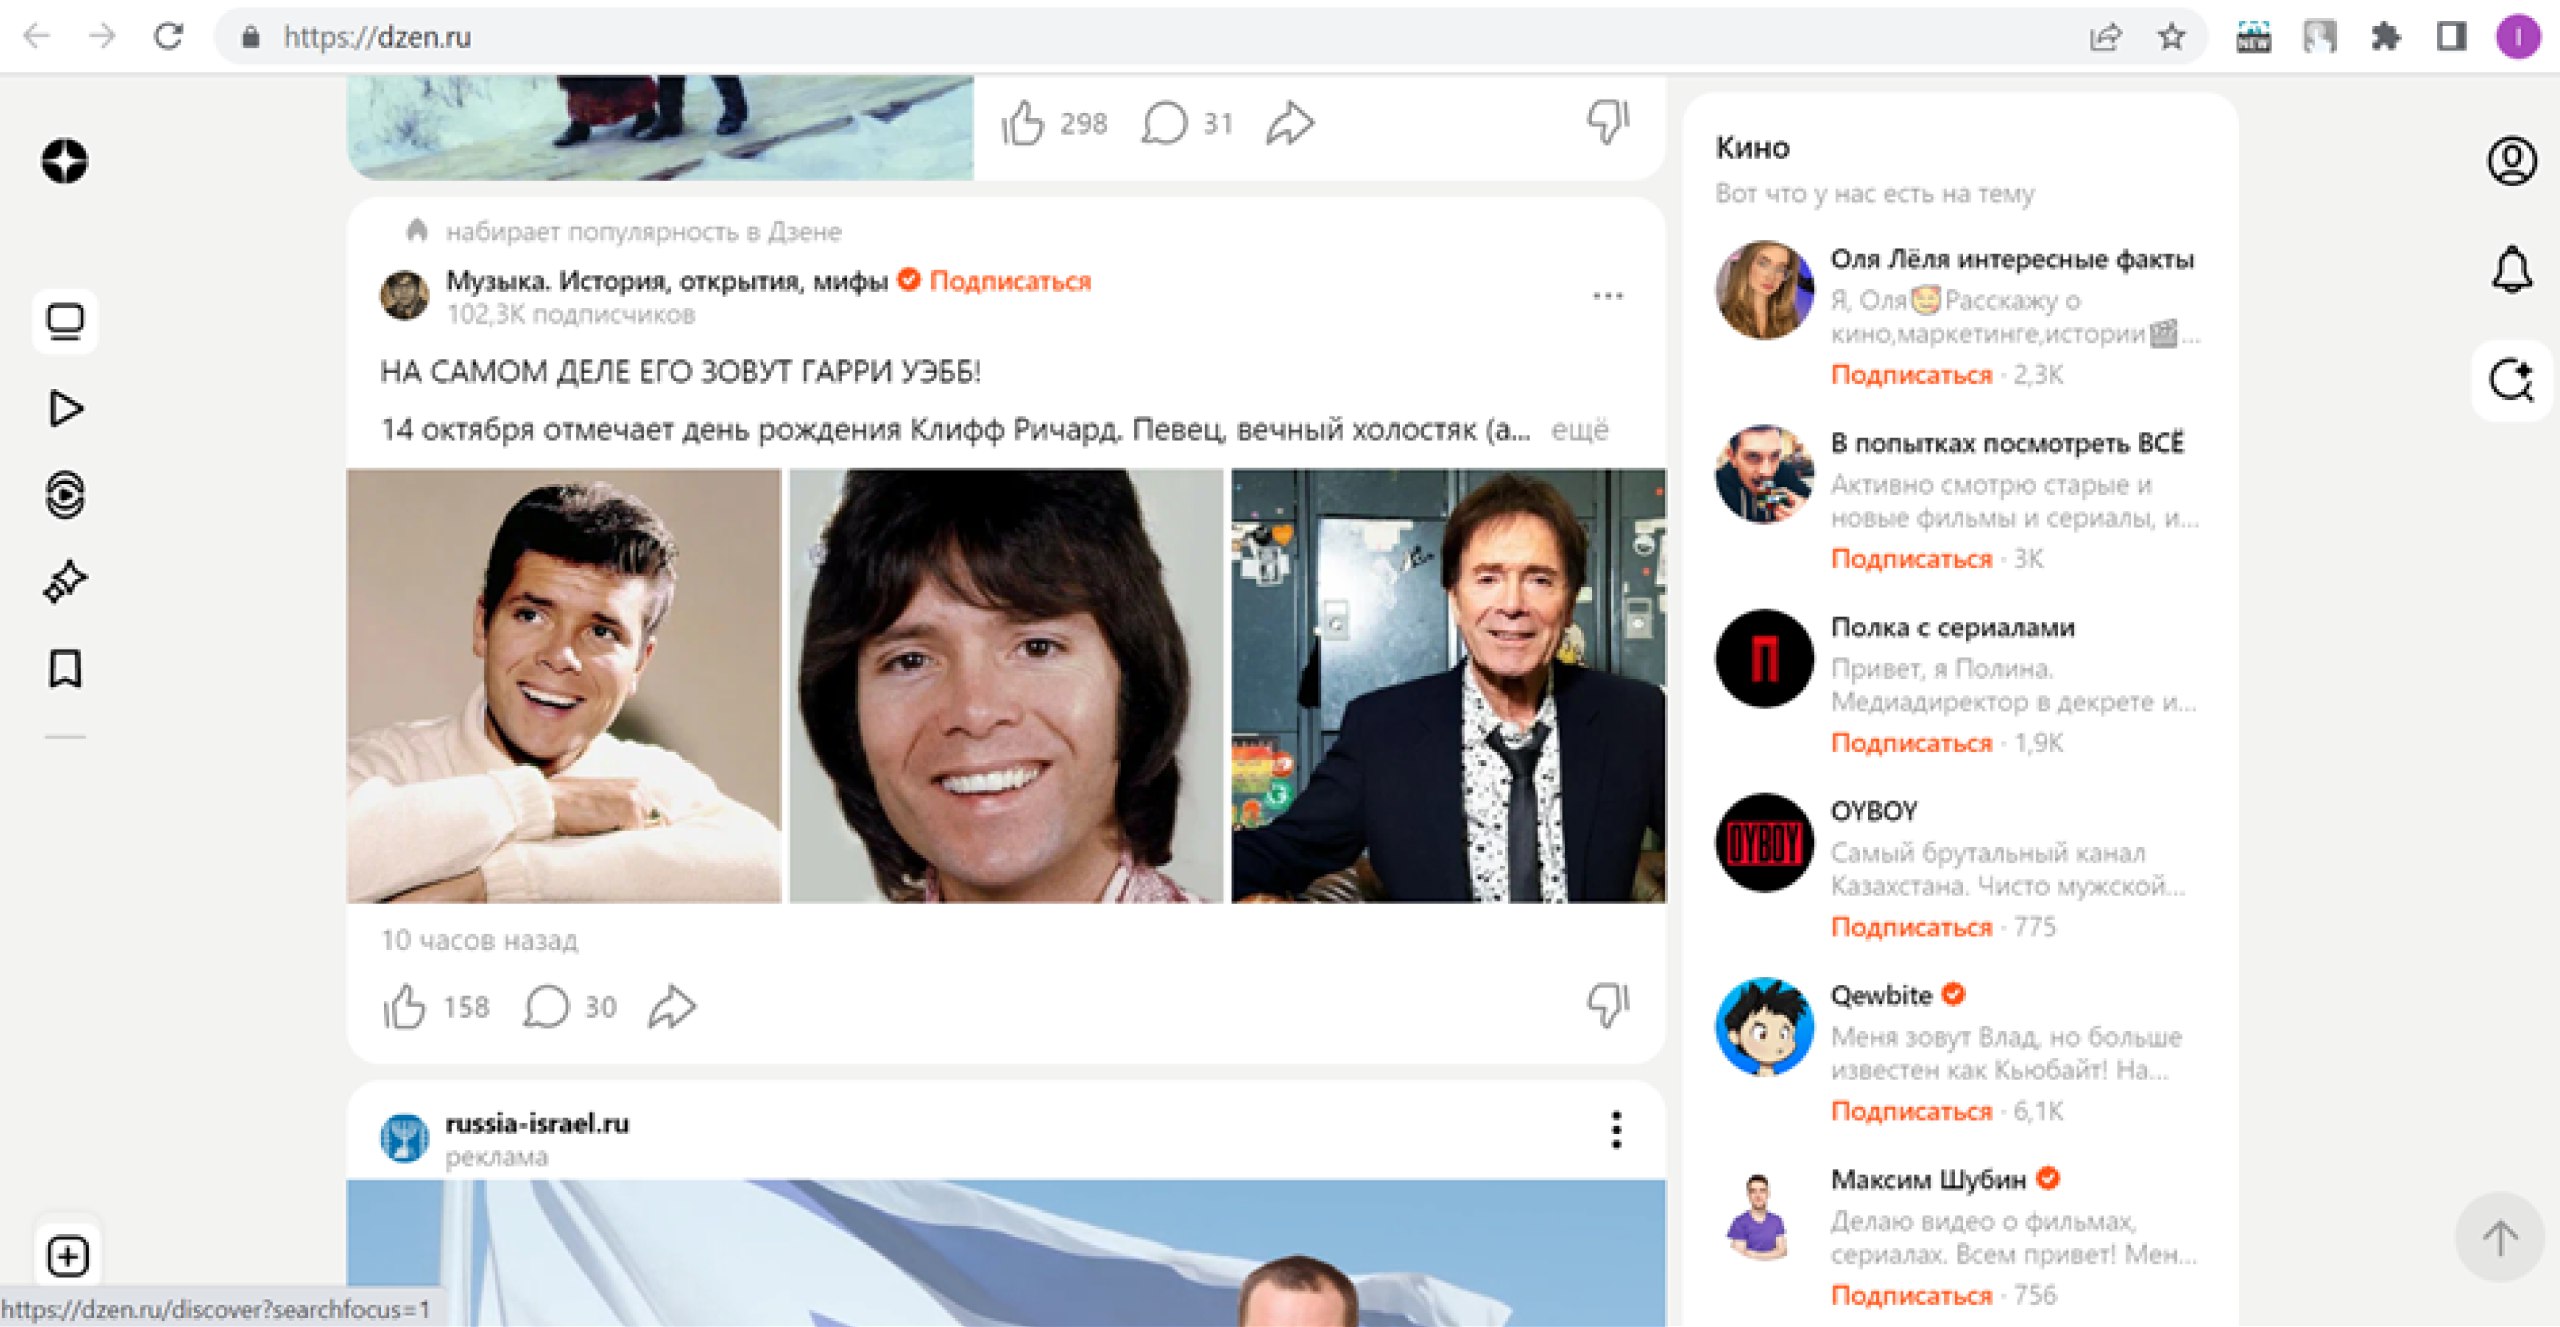 https://dzen.ru
NEW
I
298
31
набирает популярность в Дзене
Музыка. История, открытия, мифы Подписаться
102,3К подписчиков
НА САМОМ ДЕЛЕ ЕГО ЗОВУТ ГАРРИ УЭББ!
14 октября отмечает день рождения Клифф Ричард. Певец, вечный холостяк (а... ещё
10 часов назад
158
30
russia-israel.ru
реклама
https://dzen.ru/discover?searchfocus=1
Кино
Вот что у нас есть на тему
Оля Лёля интересные факты
Я, Оля🥰Расскажу о
кино,маркетинге,истории🎬...
Подписаться · 2,3К
В попытках посмотреть ВСЁ
Активно смотрю старые и
новые фильмы и сериалы, и...
Подписаться · 3К
П
Полка с сериалами
Привет, я Полина.
Медиадиректор в декрете и...
Подписаться · 1,9К
OYBOY
OYBOY
Самый брутальный канал
Казахстана. Чисто мужской...
Подписаться · 775
Qewbite
Меня зовут Влад, но больше
известен как Кьюбайт! На...
Подписаться · 6,1К
Максим Шубин
Делаю видео о фильмах,
сериалах. Всем привет! Мен...
Подписаться · 756